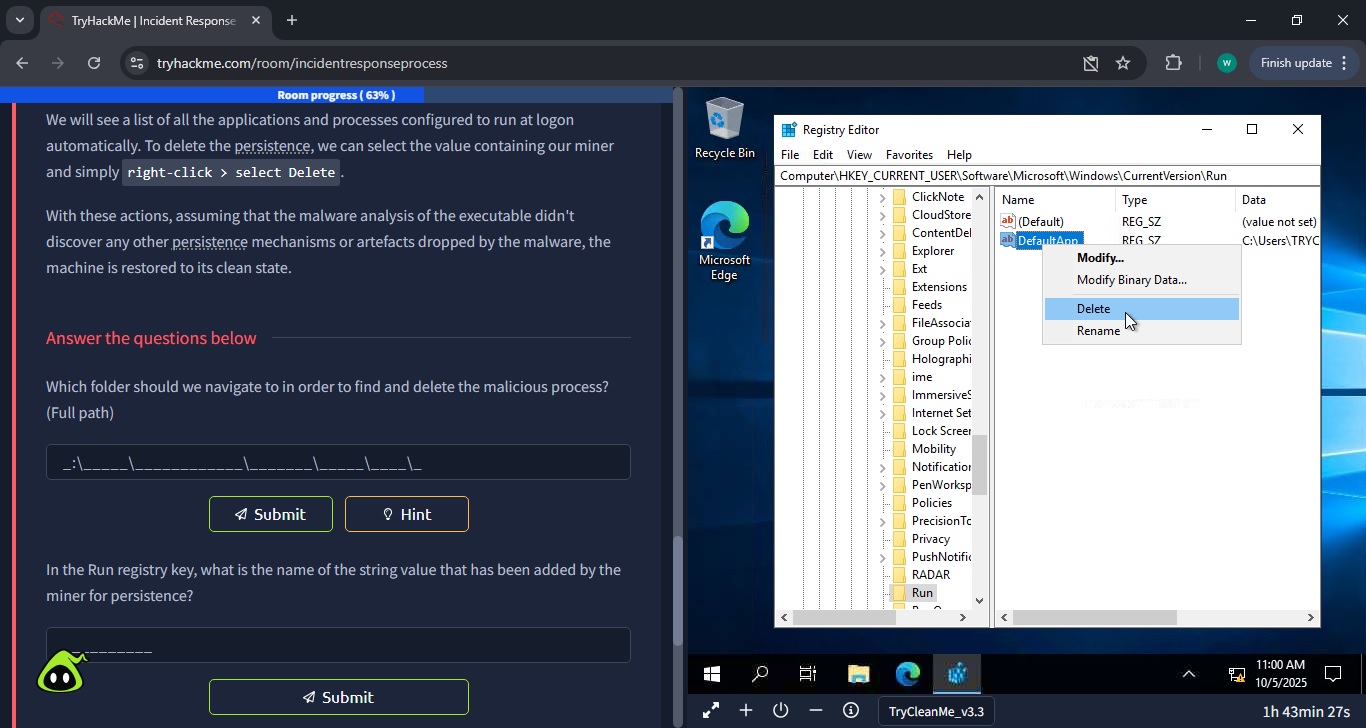 TryHackMe | Incident Response
tryhackme.com/room/incidentresponseprocess
W
Finish update
Room progress ( 63% )
We will see a list of all the applications and processes configured to run at logon
automatically. To delete the persistence, we can select the value containing our miner
and simply right-click > select Delete .
With these actions, assuming that the malware analysis of the executable didn't
discover any other persistence mechanisms or artefacts dropped by the malware, the
machine is restored to its clean state.
Answer the questions below
Which folder should we navigate to in order to find and delete the malicious process?
(Full path)
_:\_____\____________\_______\_____\____\_
Submit
Hint
In the Run registry key, what is the name of the string value that has been added by the
miner for persistence?
Submit
Recycle Bin
Microsoft
Edge
Registry Editor
File Edit View Favorites Help
Computer\HKEY_CURRENT_USER\Software\Microsoft\Windows\CurrentVersion\Run
ClickNote
CloudStore
ContentDel
Explorer
Ext
Extensions
Feeds
FileAssocia
Group Polic
Holographi
ime
ImmersiveS
Internet Set
Lock Screen
Mobility
Notification
PenWorksp
Policies
PrecisionTo
Privacy
PushNotific
RADAR
Run
Name Type Data
ab (Default) REG_SZ (value not set)
ab DefaultApp REG_SZ C:\Users\TRYC
Modify...
Modify Binary Data...
Delete
Rename
11:00 AM
10/5/2025
TryCleanMe_v3.3
1h 43min 27s